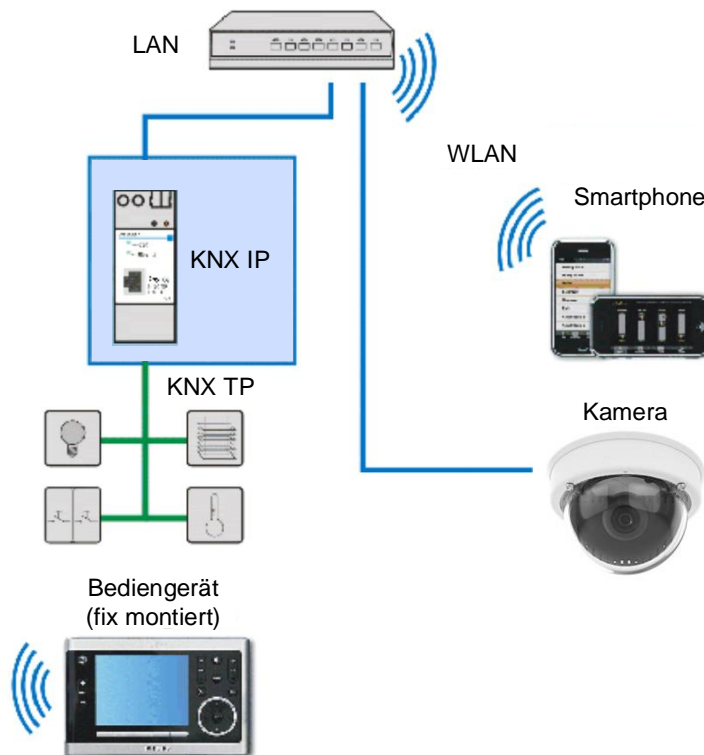 LAN
WLAN
Smartphone
KNX IP
KNX TP
Kamera
Bediengerät
(fix montiert)